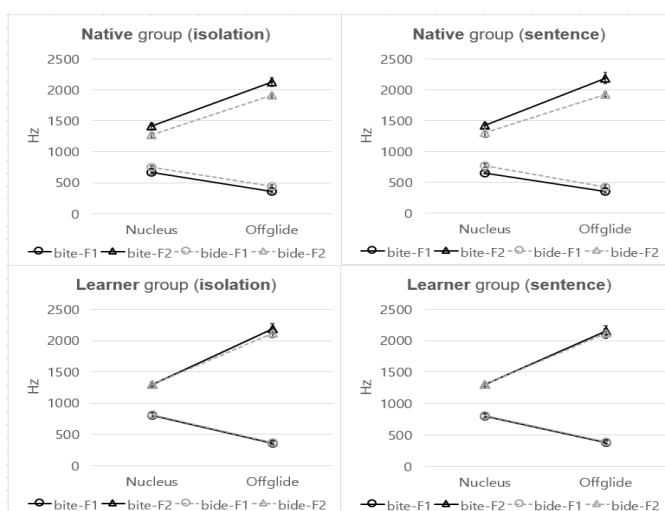 Native group (isolation)
2500
2000
1500
1000
500
0
Hz
Nucleus Offglide
bite-F1 bite-F2 bide-F1 bide-F2
Native group (sentence)
2500
2000
1500
1000
500
0
Hz
Nucleus Offglide
bite-F1 bite-F2 bide-F1 bide-F2
Learner group (isolation)
2500
2000
1500
1000
500
0
Hz
Nucleus Offglide
bite-F1 bite-F2 bide-F1 bide-F2
Learner group (sentence)
2500
2000
1500
1000
500
0
Hz
Nucleus Offglide
bite-F1 bite-F2 bide-F1 bide-F2